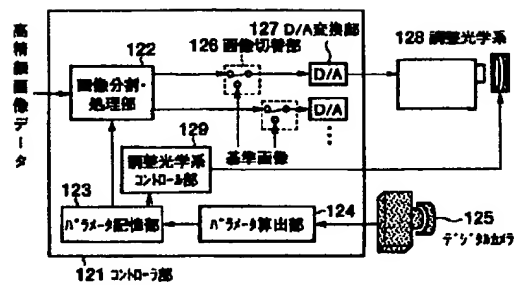 高精顔画像データ
122
画像分割・
処理部
126 画像切替部
127 D/A変換部
D/A
D/A
⋮
128 調整光学系
基準画像
129
調整光学系
コントロール部
123
パラメータ記憶部
124
パラメータ算出部
125
デジタルカメラ
121 コントローラ部